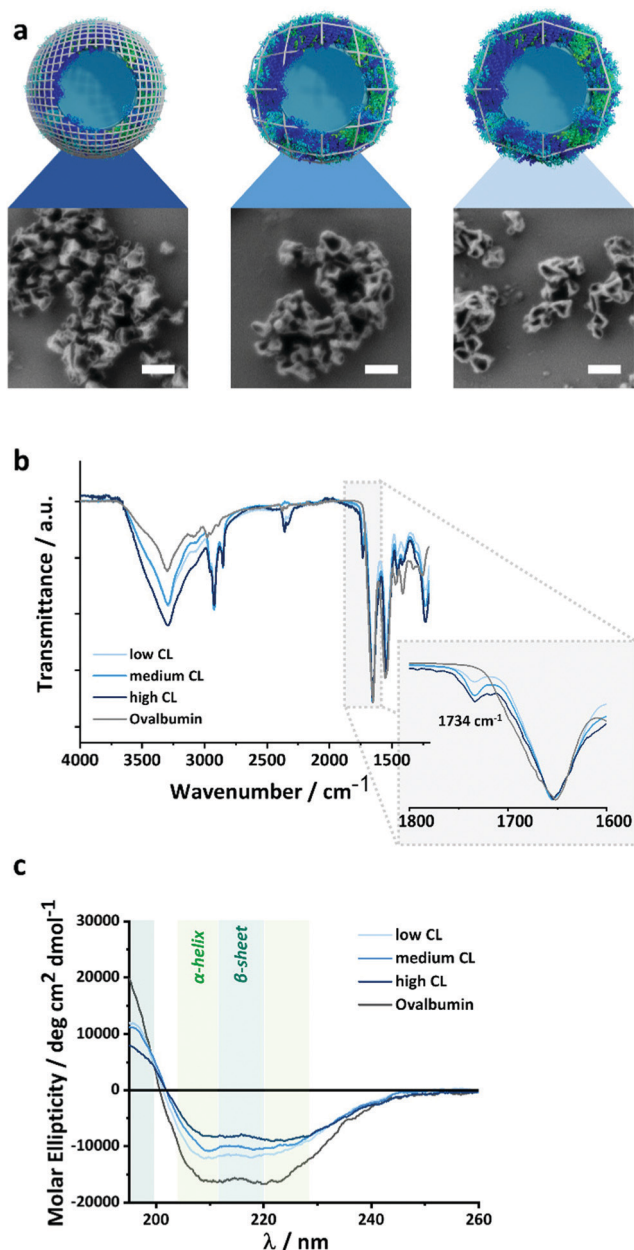 a
b
Transmittance / a.u.
low CL
medium CL
high CL
Ovalbumin
4000 3500 3000 2500 2000 1500
Wavenumber / cm⁻¹
1734 cm⁻¹
1800 1700 1600
c
Molar Ellipticity / deg cm² dmol⁻¹
30000
20000
10000
0
-10000
-20000
α-helix
β-sheet
low CL
medium CL
high CL
Ovalbumin
200 220 240 260
λ / nm